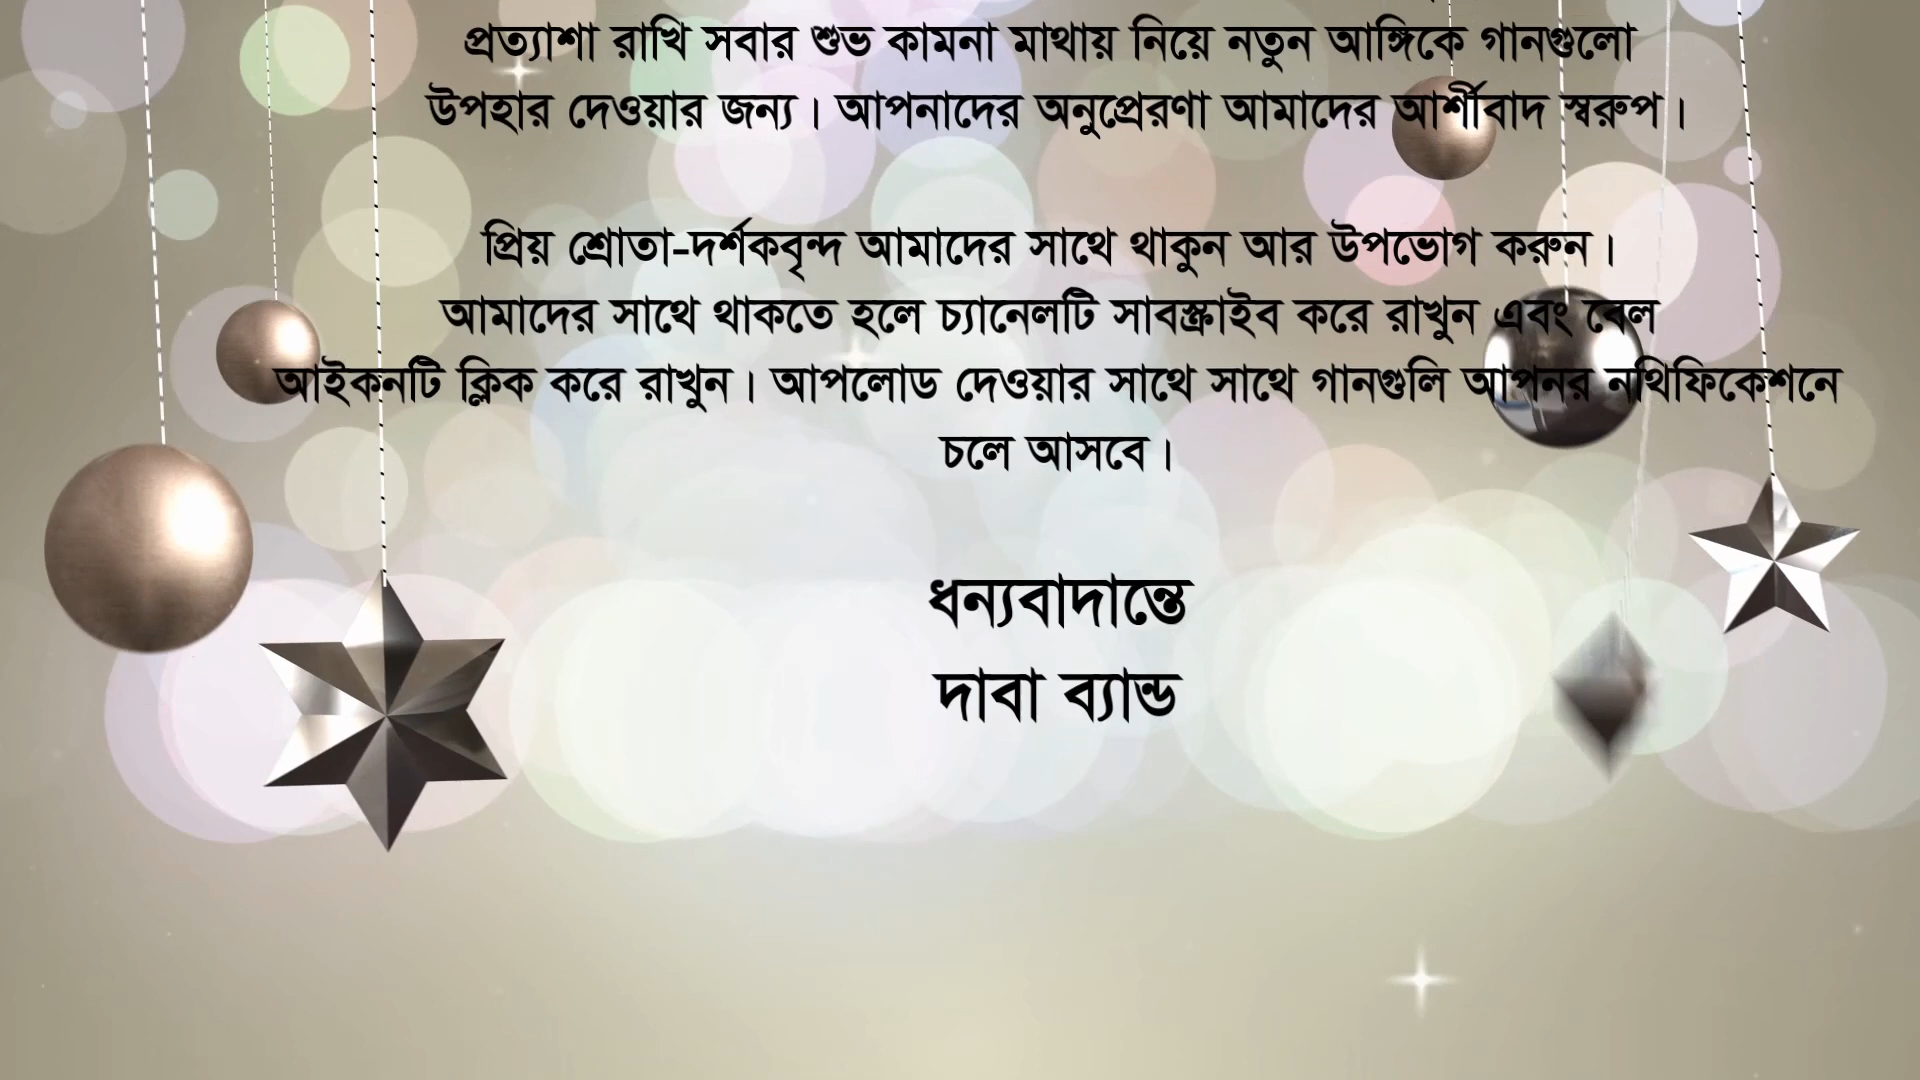 প্রত্যাশা রাখি সবার শুভ কামনা মাথায় নিয়ে নতুন আঙ্গিকে গানগুলো
উপহার দেওয়ার জন্য। আপনাদের অনুপ্রেরণা আমাদের আর্শীবাদ স্বরুপ।
প্রিয় শ্রোতা-দর্শকবৃন্দ আমাদের সাথে থাকুন আর উপভোগ করুন।
আমাদের সাথে থাকতে হলে চ্যানেলটি সাবস্ক্রাইব করে রাখুন এবং বেল
আইকনটি ক্লিক করে রাখুন। আপলোড দেওয়ার সাথে সাথে গানগুলি আপনর নথিফিকেশনে
চলে আসবে।
ধন্যবাদান্তে
দাবা ব্যান্ড